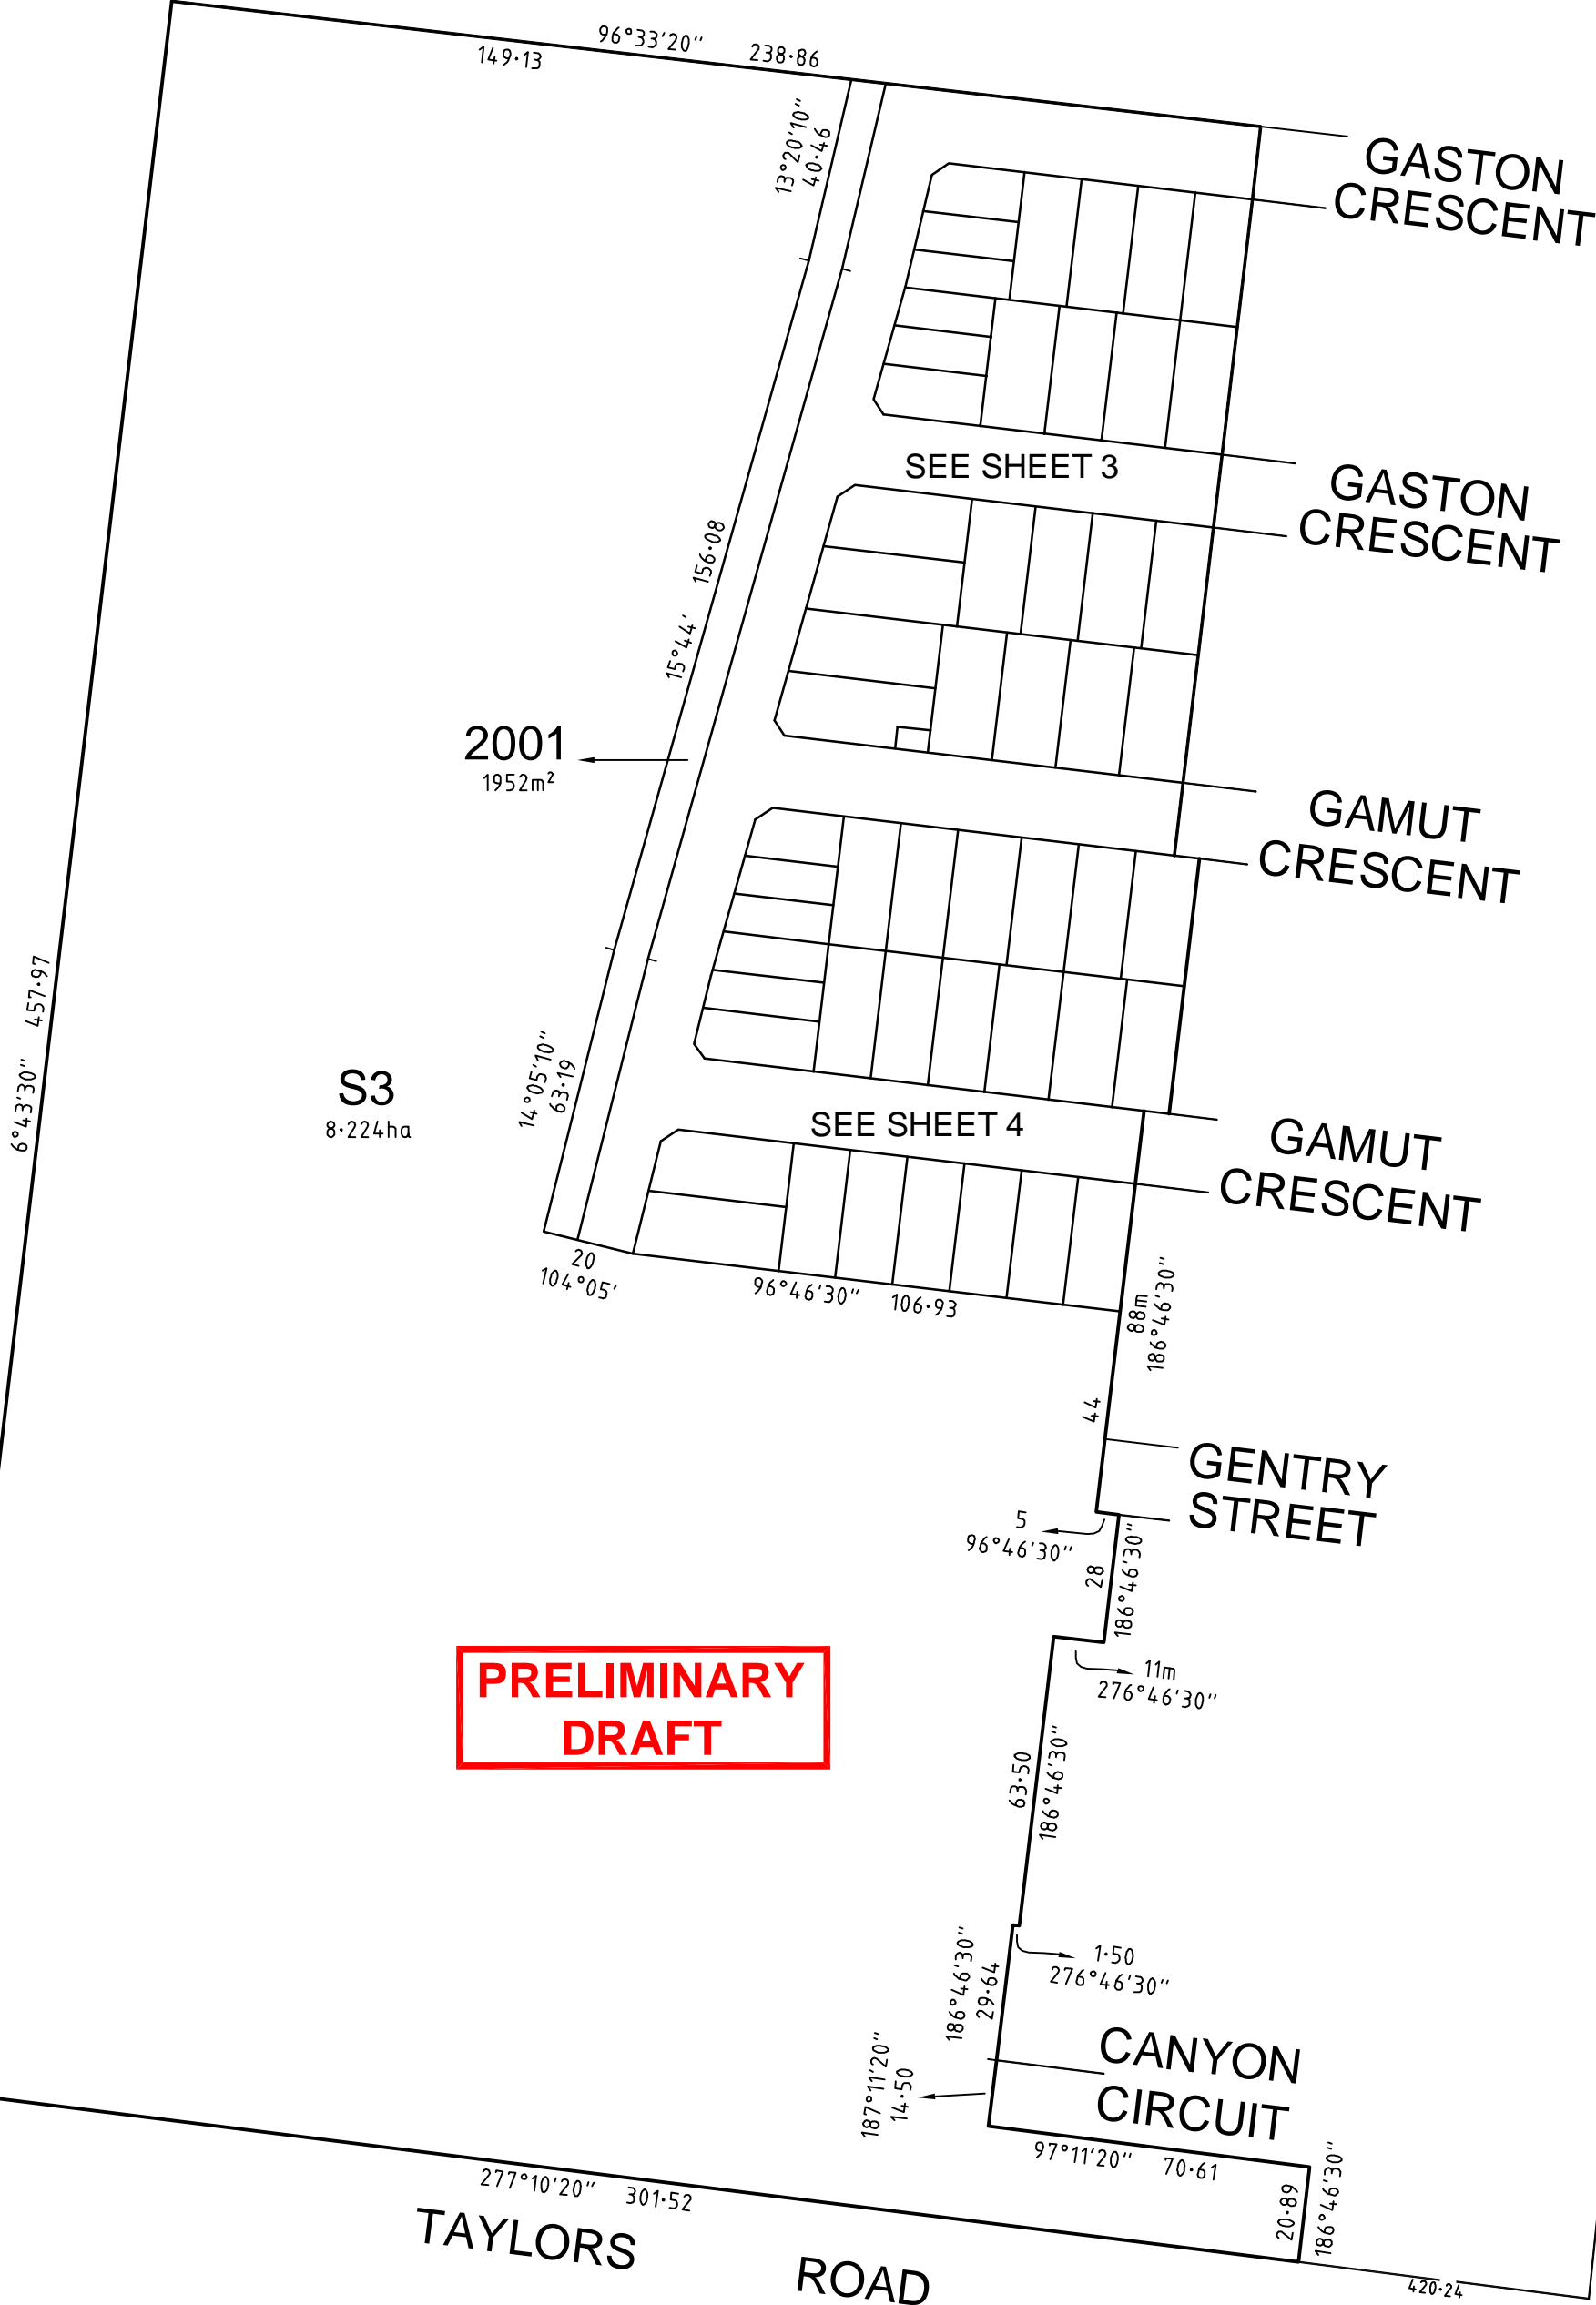 96°33'20" 238·86
149·13
13°20'10"
40·46
GASTON
CRESCENT
SEE SHEET 3
GASTON
CRESCENT
15°44' 156·08
2001
1952m²
GAMUT
CRESCENT
6°43'30" 457·97
S3
8·224ha
14°05'10"
63·19
SEE SHEET 4
GAMUT
CRESCENT
20
104°05'
96°46'30" 106·93
88m
186°46'30"
44
GENTRY
STREET
5
96°46'30"
28
186°46'30"
PRELIMINARY
DRAFT
11m
276°46'30"
63·50
186°46'30"
1·50
276°46'30"
186°46'30"
29·64
CANYON
CIRCUIT
187°11'20"
14·50
97°11'20" 70·61
20·89
186°46'30"
277°10'20" 301·52
TAYLORS ROAD
420·24